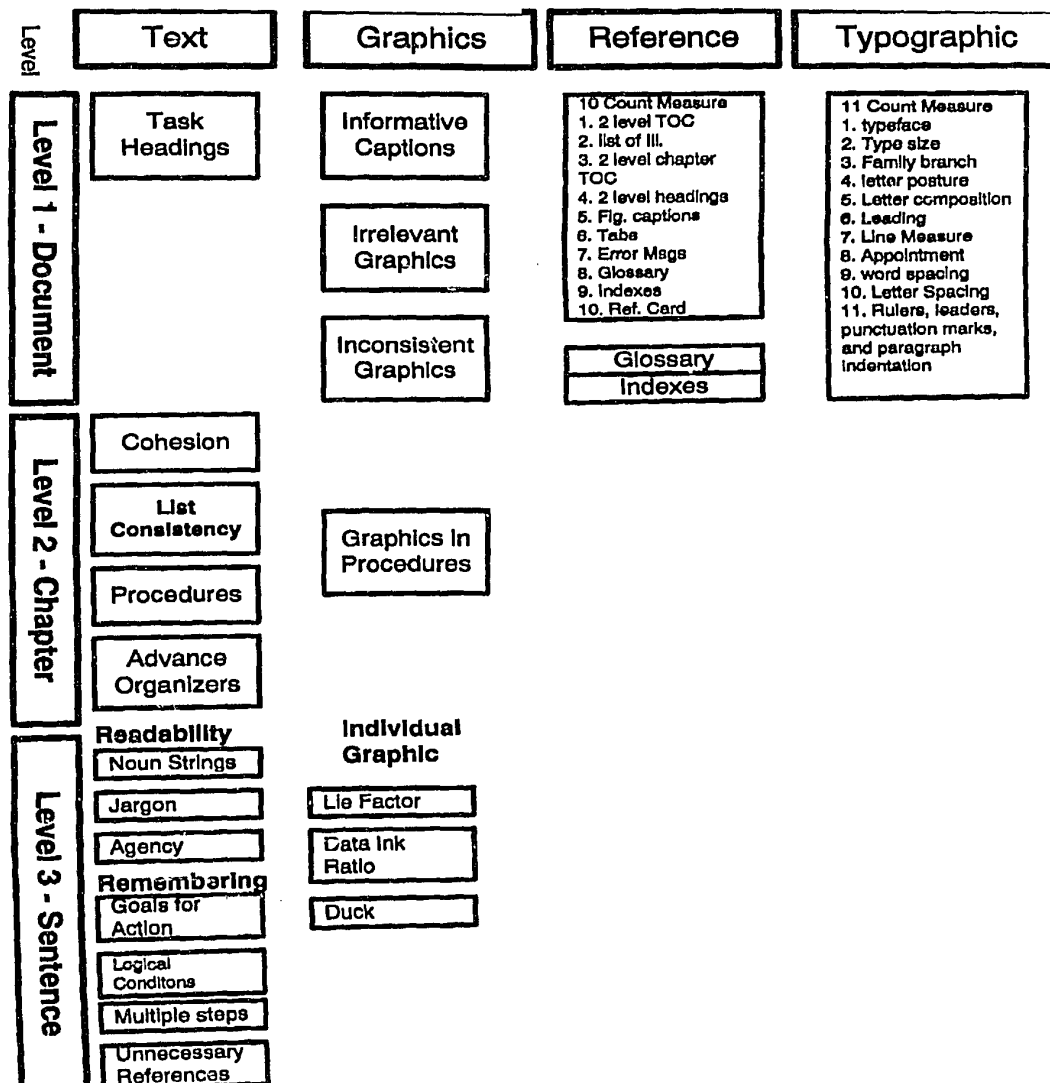 Level
Text
Graphics
Reference
Typographic
Level 1 - Document
Task
Headings
Informative
Captions
Irrelevant
Graphics
Inconsistent
Graphics
10 Count Measure
1. 2 level TOC
2. list of Ill.
3. 2 level chapter
TOC
4. 2 level headings
5. Fig. captions
6. Tabs
7. Error Msgs
8. Glossary
9. Indexes
10. Ref. Card
Glossary
Indexes
11 Count Measure
1. typeface
2. Type size
3. Family branch
4. letter posture
5. Letter composition
6. Leading
7. Line Measure
8. Appointment
9. word spacing
10. Letter Spacing
11. Rulers, leaders,
punctuation marks,
and paragraph
indentation
Level 2 - Chapter
Cohesion
List
Consistency
Procedures
Advance
Organizers
Graphics in
Procedures
Level 3 - Sentence
Readability
Noun Strings
Jargon
Agency
Remembering
Goals for
Action
Logical
Conditons
Multiple steps
Unnecessary
References
Individual
Graphic
Lie Factor
Data Ink
Ratio
Duck